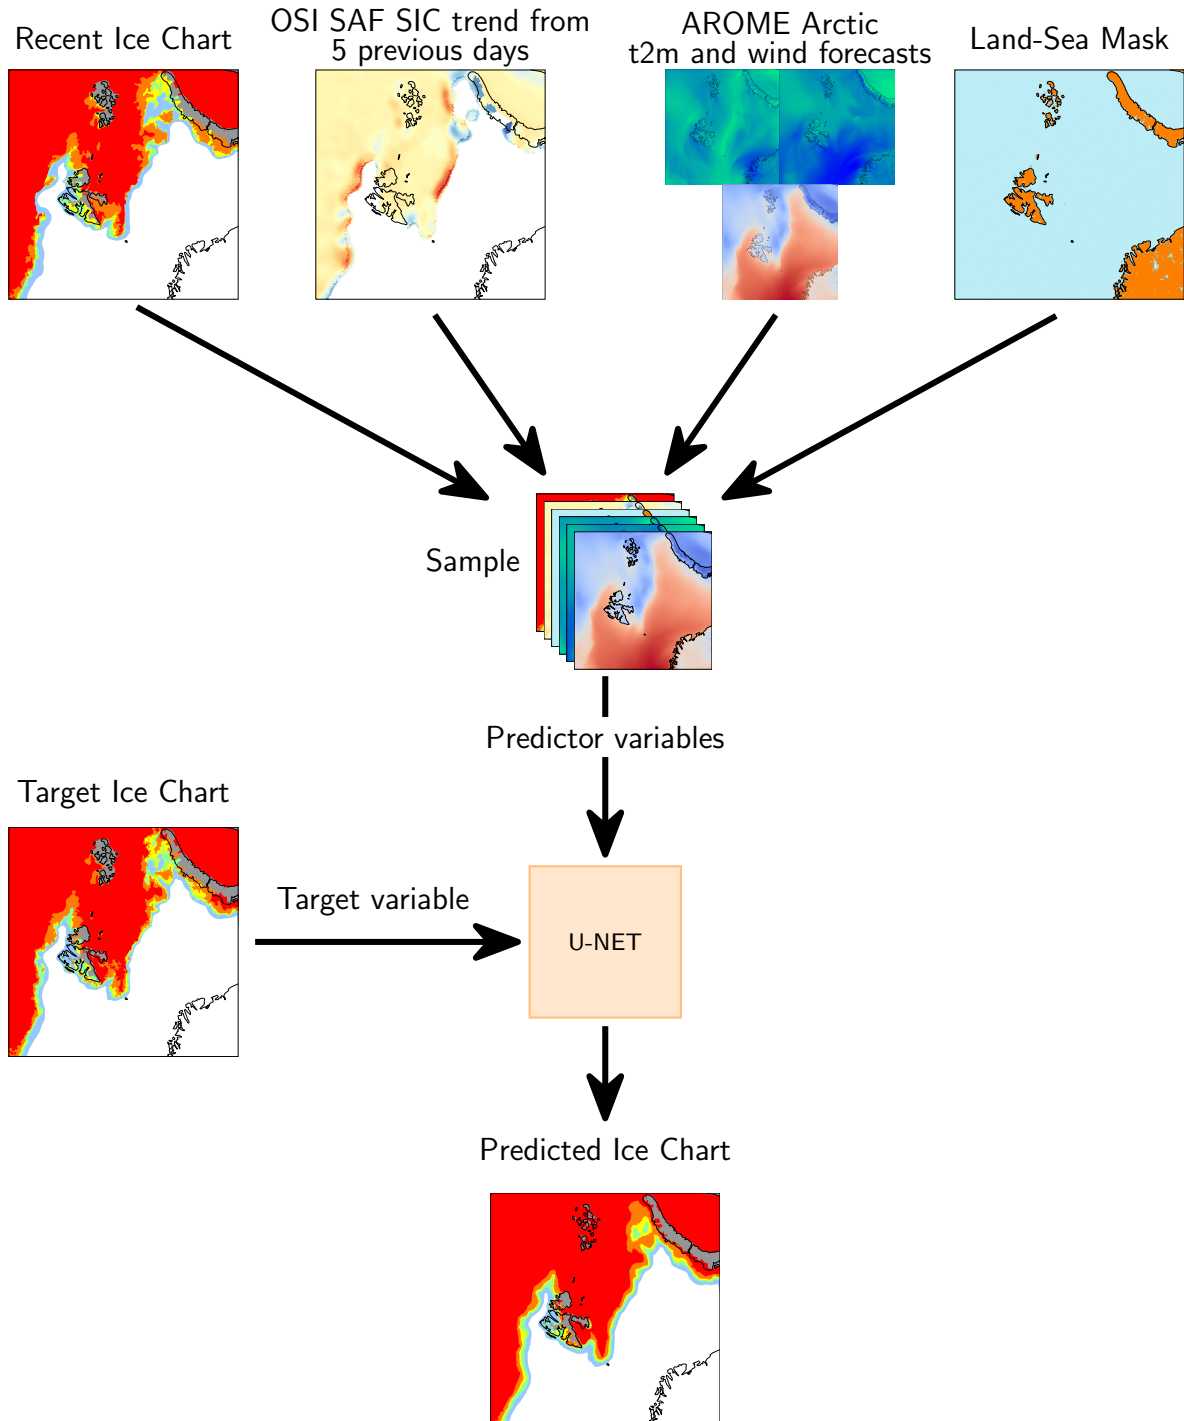 Recent Ice Chart
OSI SAF SIC trend from
5 previous days
AROME Arctic
t2m and wind forecasts
Land-Sea Mask
Sample
Predictor variables
Target Ice Chart
Target variable
U-NET
Predicted Ice Chart